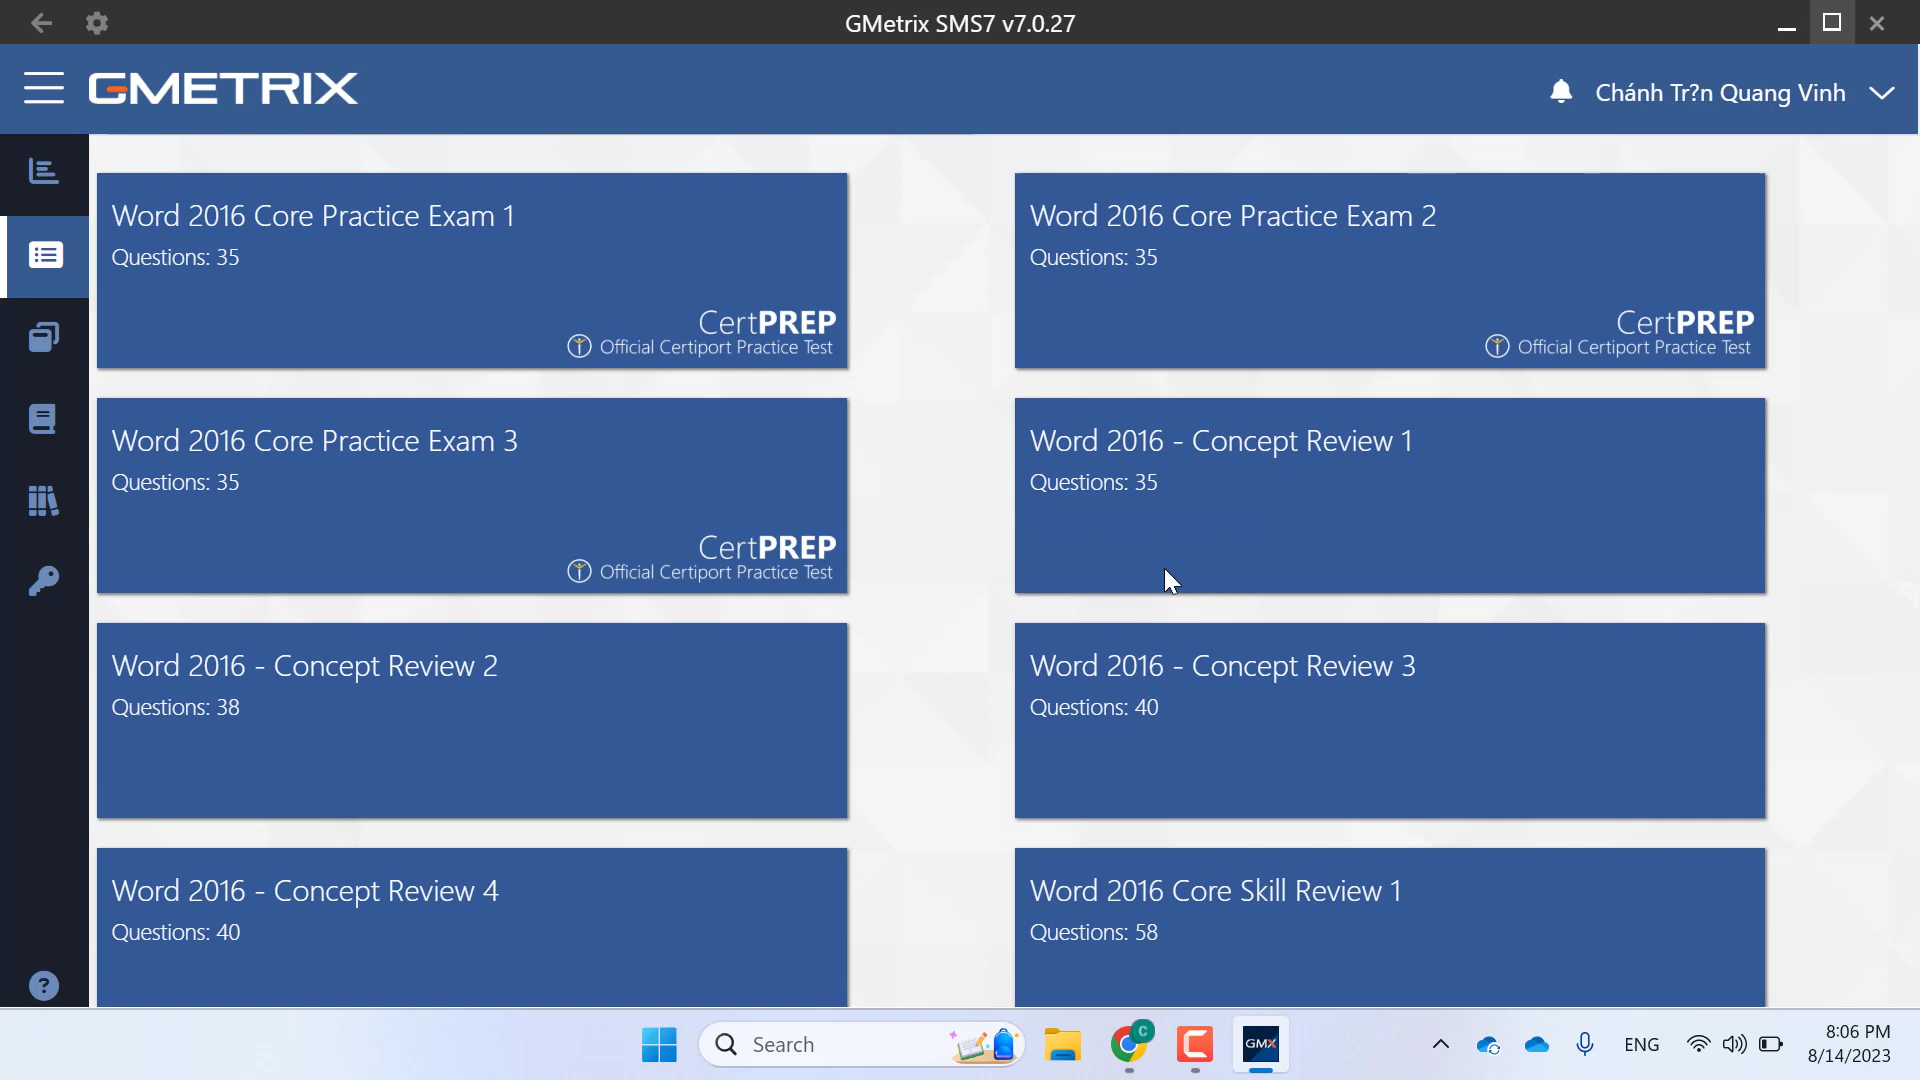 GMetrix SMS7 v7.0.27
GMETRIX
Chánh Tr?n Quang Vinh
Word 2016 Core Practice Exam 1
Questions: 35
CertPREP
Official Certiport Practice Test
Word 2016 Core Practice Exam 2
Questions: 35
CertPREP
Official Certiport Practice Test
Word 2016 Core Practice Exam 3
Questions: 35
CertPREP
Official Certiport Practice Test
Word 2016 - Concept Review 1
Questions: 35
Word 2016 - Concept Review 2
Questions: 38
Word 2016 - Concept Review 3
Questions: 40
Word 2016 - Concept Review 4
Questions: 40
Word 2016 Core Skill Review 1
Questions: 58
?
Search
C
GMX
ENG
8:06 PM
8/14/2023